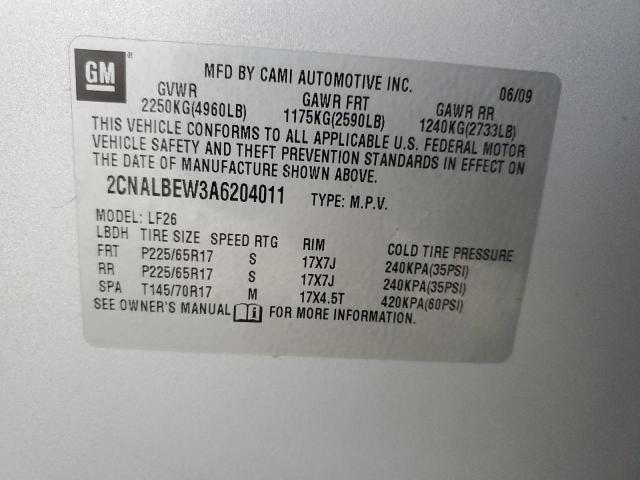 GM ®
MFD BY CAMI AUTOMOTIVE INC. 06/09
GVWR GAWR FRT GAWR RR
2250KG(4960LB) 1175KG(2590LB) 1240KG(2733LB)
THIS VEHICLE CONFORMS TO ALL APPLICABLE U.S. FEDERAL MOTOR
VEHICLE SAFETY AND THEFT PREVENTION STANDARDS IN EFFECT ON
THE DATE OF MANUFACTURE SHOWN ABOVE.
2CNALBEW3A6204011 TYPE: M.P.V.
MODEL: LF26
LBDH TIRE SIZE SPEED RTG RIM COLD TIRE PRESSURE
FRT P225/65R17 S 17X7J 240KPA(35PSI)
RR P225/65R17 S 17X7J 240KPA(35PSI)
SPA T145/70R17 M 17X4.5T 420KPA(60PSI)
SEE OWNER'S MANUAL i FOR MORE INFORMATION.